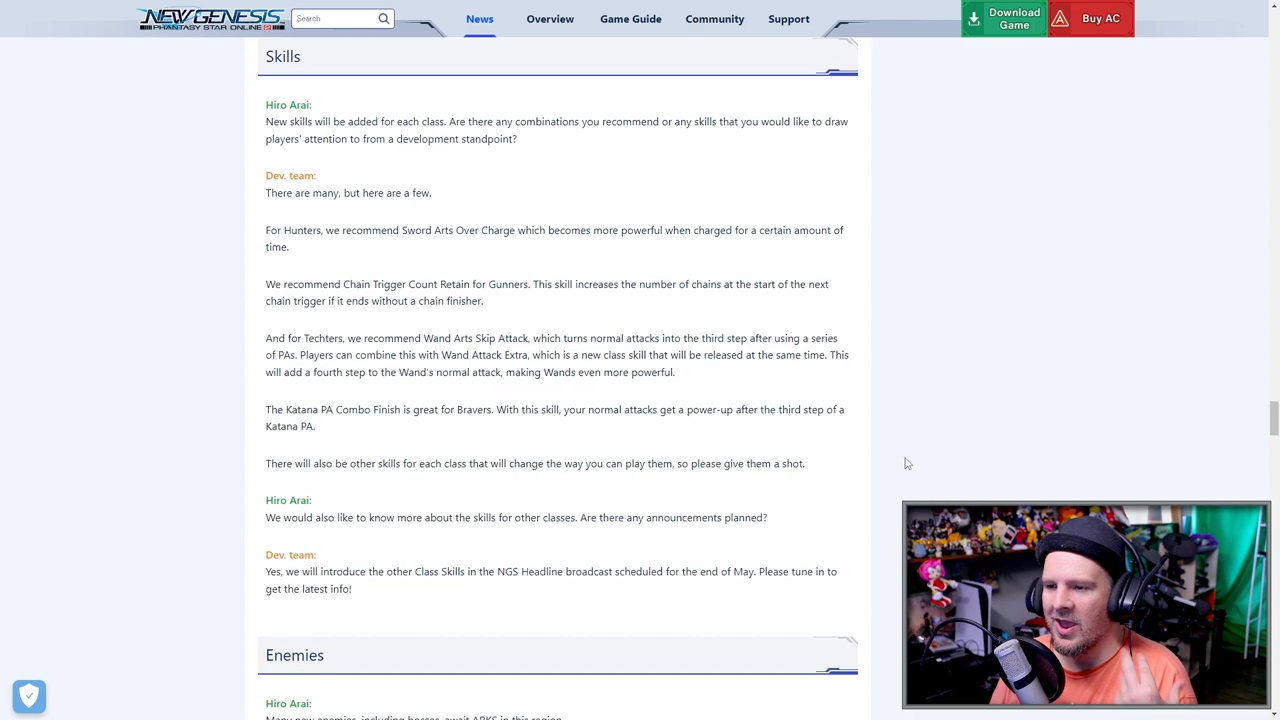 NEW GENESIS
PHANTASY STAR ONLINE 2
Search
News
Overview
Game Guide
Community
Support
Download
Game
Buy AC
Skills
Hiro Arai:
New skills will be added for each class. Are there any combinations you recommend or any skills that you would like to draw
players' attention to from a development standpoint?
Dev. team:
There are many, but here are a few.
For Hunters, we recommend Sword Arts Over Charge which becomes more powerful when charged for a certain amount of
time.
We recommend Chain Trigger Count Retain for Gunners. This skill increases the number of chains at the start of the next
chain trigger if it ends without a chain finisher.
And for Techters, we recommend Wand Arts Skip Attack, which turns normal attacks into the third step after using a series
of PAs. Players can combine this with Wand Attack Extra, which is a new class skill that will be released at the same time. This
will add a fourth step to the Wand's normal attack, making Wands even more powerful.
The Katana PA Combo Finish is great for Bravers. With this skill, your normal attacks get a power-up after the third step of a
Katana PA.
There will also be other skills for each class that will change the way you can play them, so please give them a shot.
Hiro Arai:
We would also like to know more about the skills for other classes. Are there any announcements planned?
Dev. team:
Yes, we will introduce the other Class Skills in the NGS Headline broadcast scheduled for the end of May. Please tune in to
get the latest info!
Enemies
Hiro Arai:
Many new enemies, including bosses, await ARKS in this region.